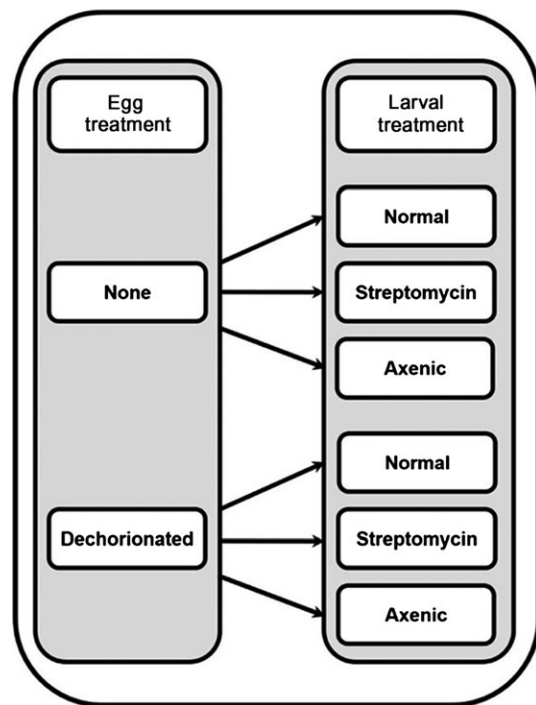 Egg
treatment
Larval
treatment
None
Normal
Streptomycin
Axenic
Dechorionated
Normal
Streptomycin
Axenic